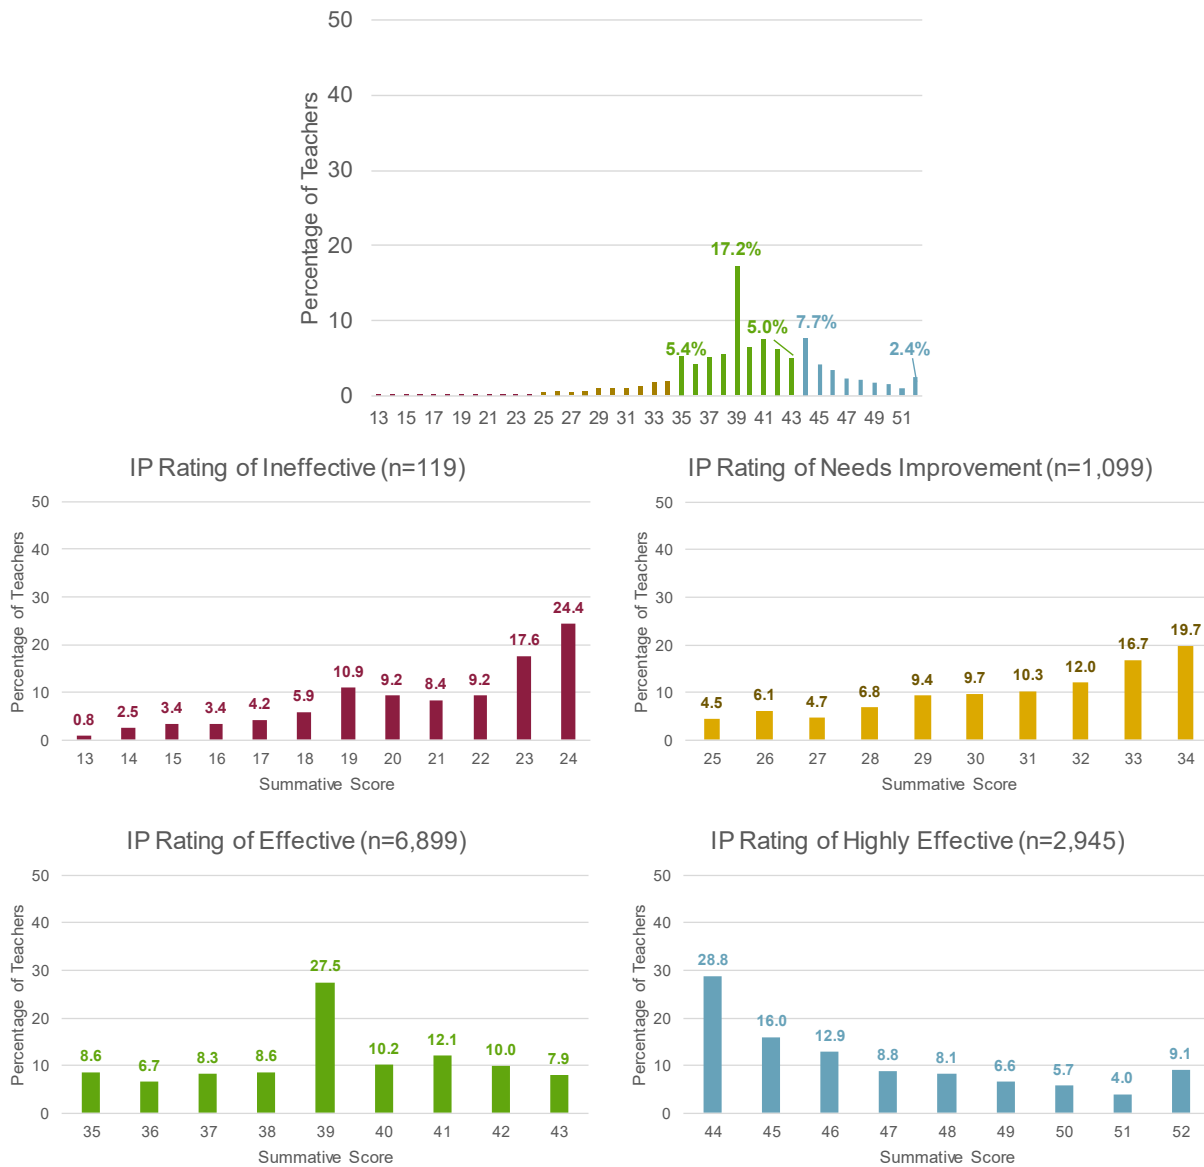 50
40
30
20
10
0
Percentage of Teachers
17.2%
5.4%
5.0%
7.7%
2.4%
13 15 17 19 21 23 25 27 29 31 33 35 37 39 41 43 45 47 49 51
IP Rating of Ineffective (n=119)
50
40
30
20
10
0
Percentage of Teachers
0.8 2.5 3.4 3.4 4.2 5.9 10.9 9.2 8.4 9.2 17.6 24.4
13 14 15 16 17 18 19 20 21 22 23 24
Summative Score
IP Rating of Needs Improvement (n=1,099)
50
40
30
20
10
0
Percentage of Teachers
4.5 6.1 4.7 6.8 9.4 9.7 10.3 12.0 16.7 19.7
25 26 27 28 29 30 31 32 33 34
Summative Score
IP Rating of Effective (n=6,899)
50
40
30
20
10
0
Percentage of Teachers
8.6 6.7 8.3 8.6 27.5 10.2 12.1 10.0 7.9
35 36 37 38 39 40 41 42 43
Summative Score
IP Rating of Highly Effective (n=2,945)
50
40
30
20
10
0
Percentage of Teachers
28.8 16.0 12.9 8.8 8.1 6.6 5.7 4.0 9.1
44 45 46 47 48 49 50 51 52
Summative Score